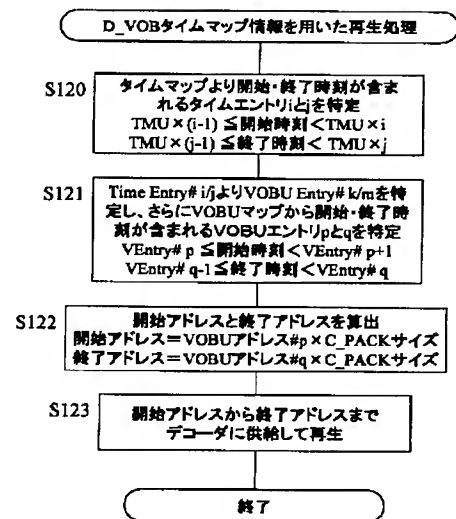 D_VOBタイムマップ情報を用いた再生処理
S120
タイムマップより開始・終了時刻が含ま
れるタイムエントリiとjを特定
TMU×(i-1) ≦開始時刻<TMU×i
TMU×(j-1) ≦終了時刻< TMU×j
S121
Time Entry# i/jよりVOBU Entry# k/mを特
定し、さらにVOBUマップから開始・終了時
刻が含まれるVOBUエントリpとqを特定
VEntry# p ≦開始時刻<VEntry# p+1
VEntry# q-1≦終了時刻<VEntry# q
S122
開始アドレスと終了アドレスを算出
開始アドレス=VOBUアドレス#p×C_PACKサイズ
終了アドレス=VOBUアドレス#q×C_PACKサイズ
S123
開始アドレスから終了アドレスまで
デコーダに供給して再生
終了